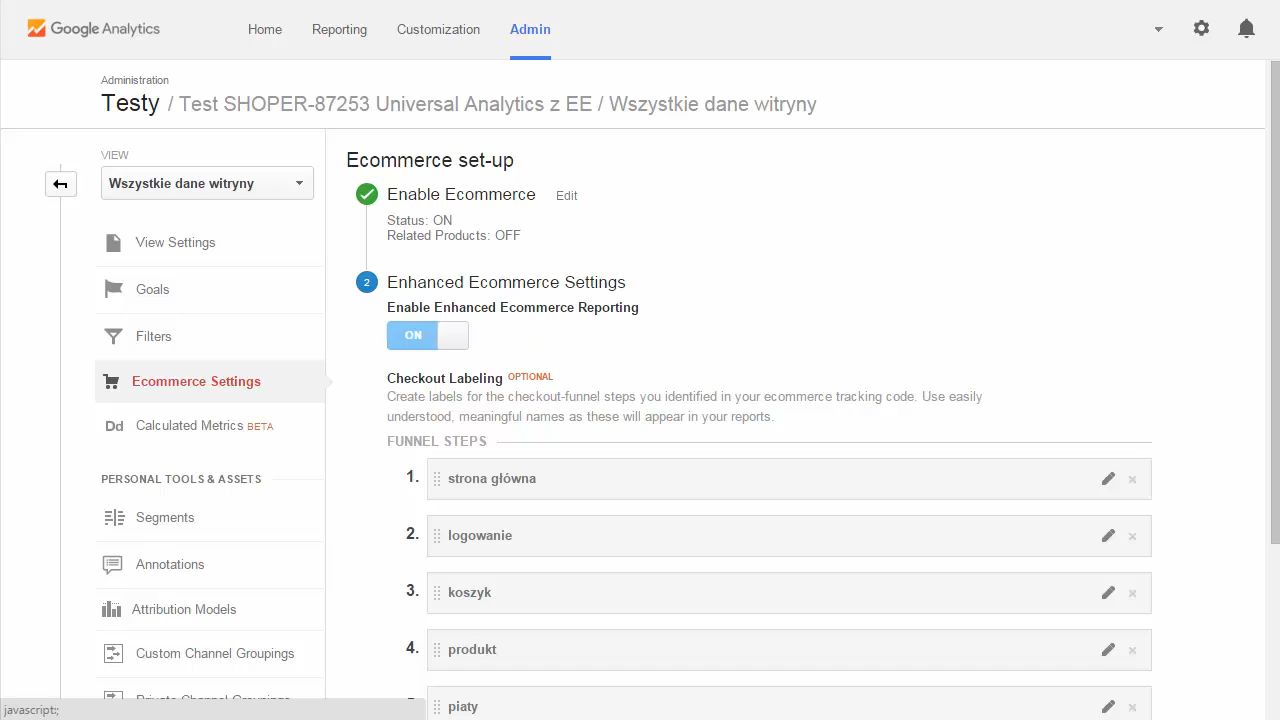 Google Analytics
Home
Reporting
Customization
Admin
Administration
Testy / Test SHOPER-87253 Universal Analytics z EE / Wszystkie dane witryny
VIEW
Wszystkie dane witryny
View Settings
Goals
Filters
Ecommerce Settings
Dd Calculated Metrics BETA
PERSONAL TOOLS & ASSETS
Segments
Annotations
Attribution Models
Custom Channel Groupings
Private Channel Groupings
javascript:;
Ecommerce set-up
Enable Ecommerce Edit
Status: ON
Related Products: OFF
2 Enhanced Ecommerce Settings
Enable Enhanced Ecommerce Reporting
ON
Checkout Labeling OPTIONAL
Create labels for the checkout-funnel steps you identified in your ecommerce tracking code. Use easily
understood, meaningful names as these will appear in your reports.
FUNNEL STEPS
1. strona główna
2. logowanie
3. koszyk
4. produkt
piaty